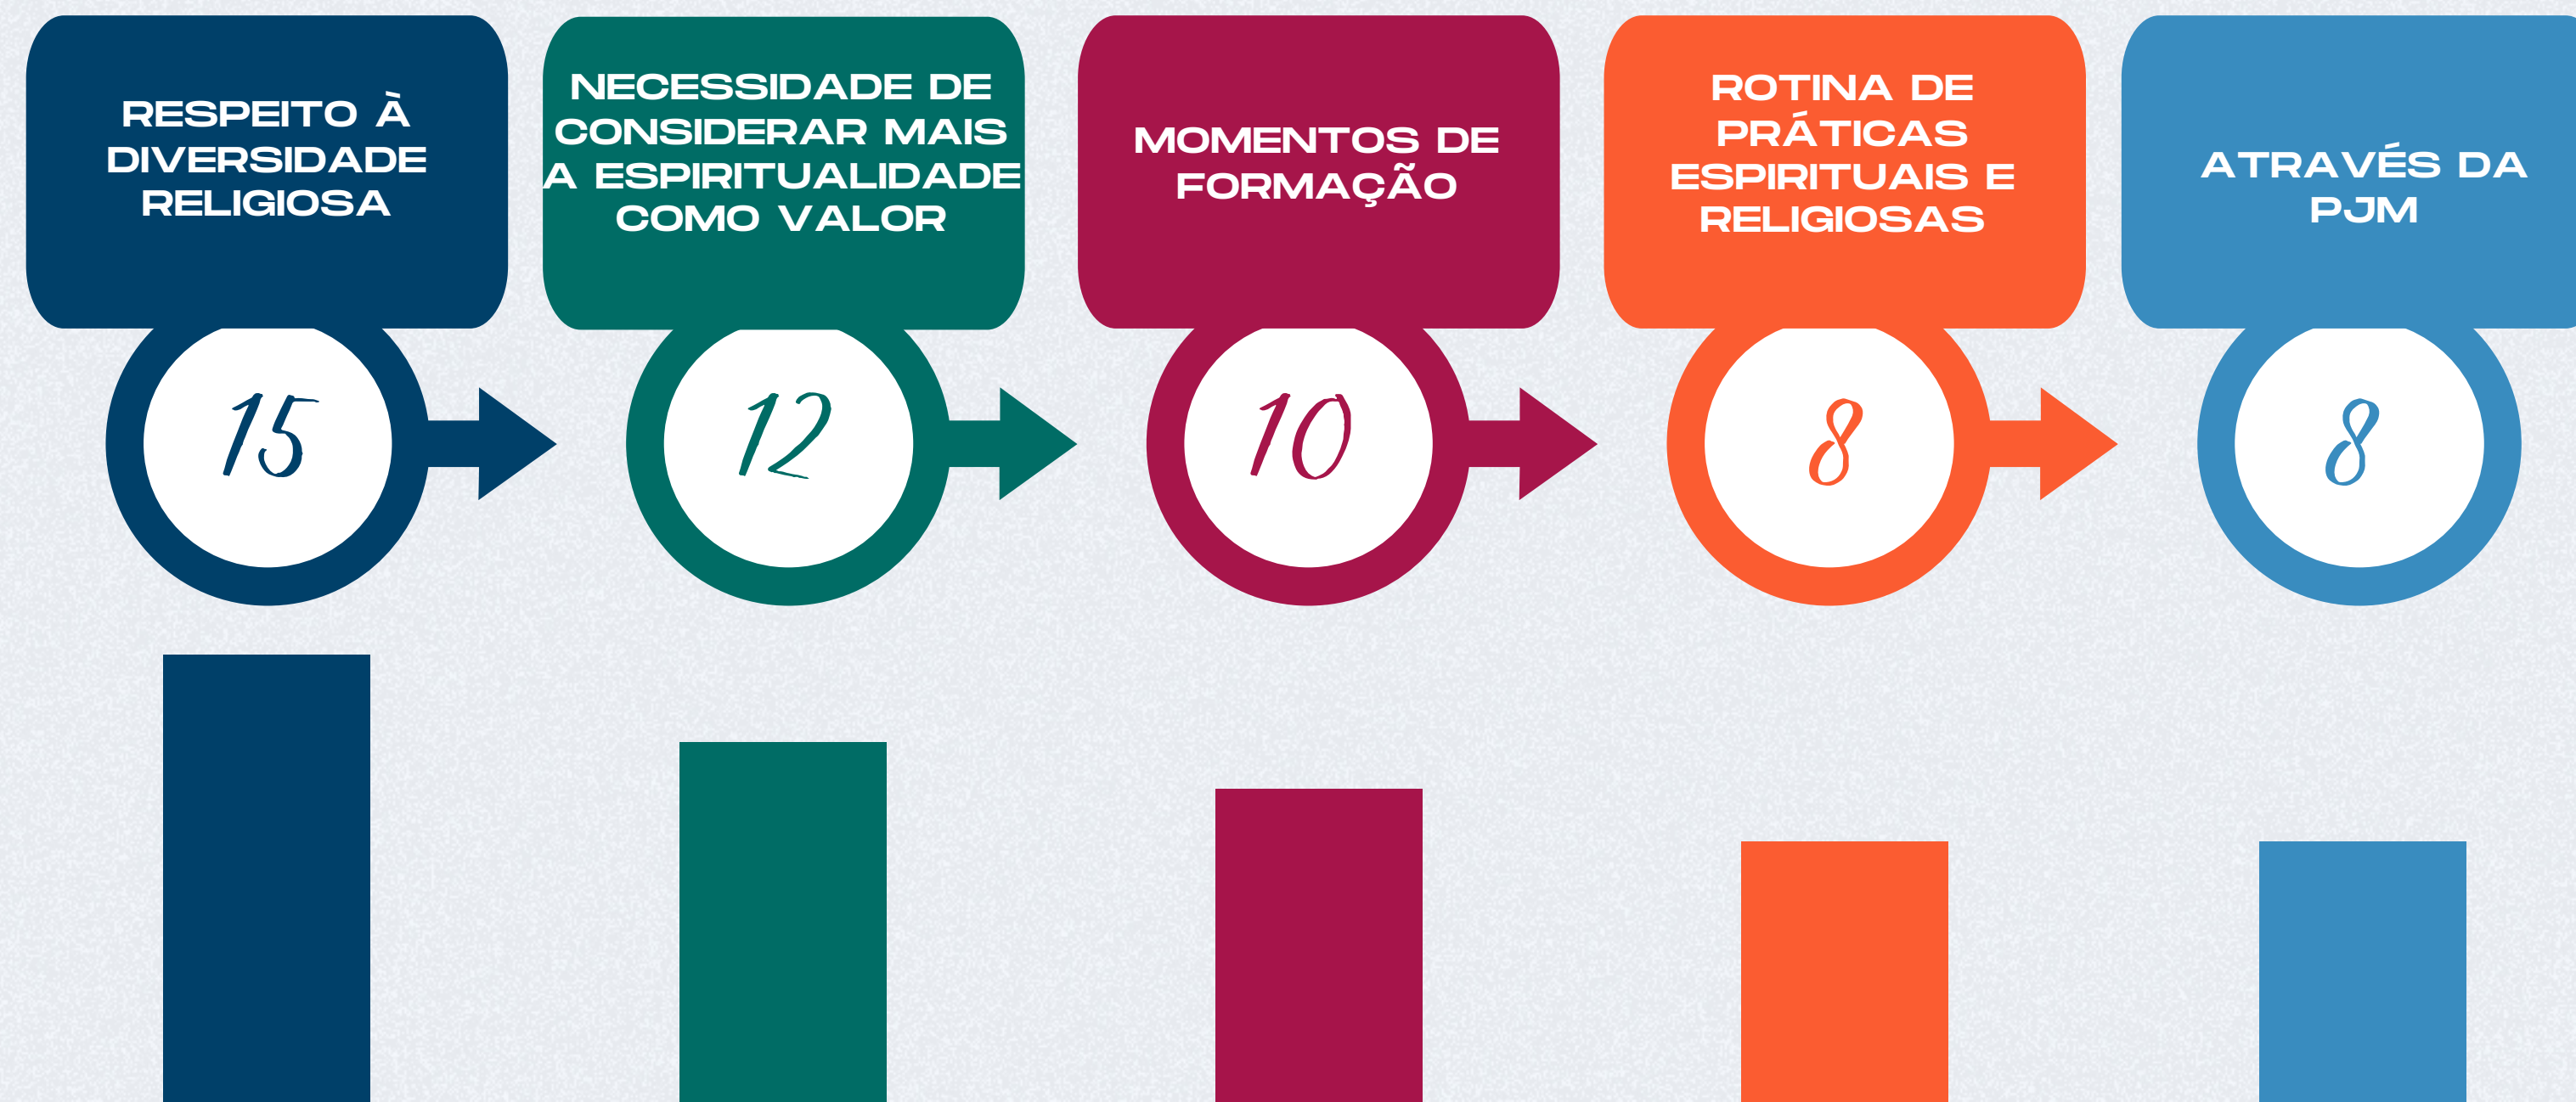 RESPEITO À
DIVERSIDADE
RELIGIOSA
15
NECESSIDADE DE
CONSIDERAR MAIS
A ESPIRITUALIDADE
COMO VALOR
12
MOMENTOS DE
FORMAÇÃO
10
ROTINA DE
PRÁTICAS
ESPIRITUAIS E
RELIGIOSAS
8
ATRAVÉS DA
PJM
8